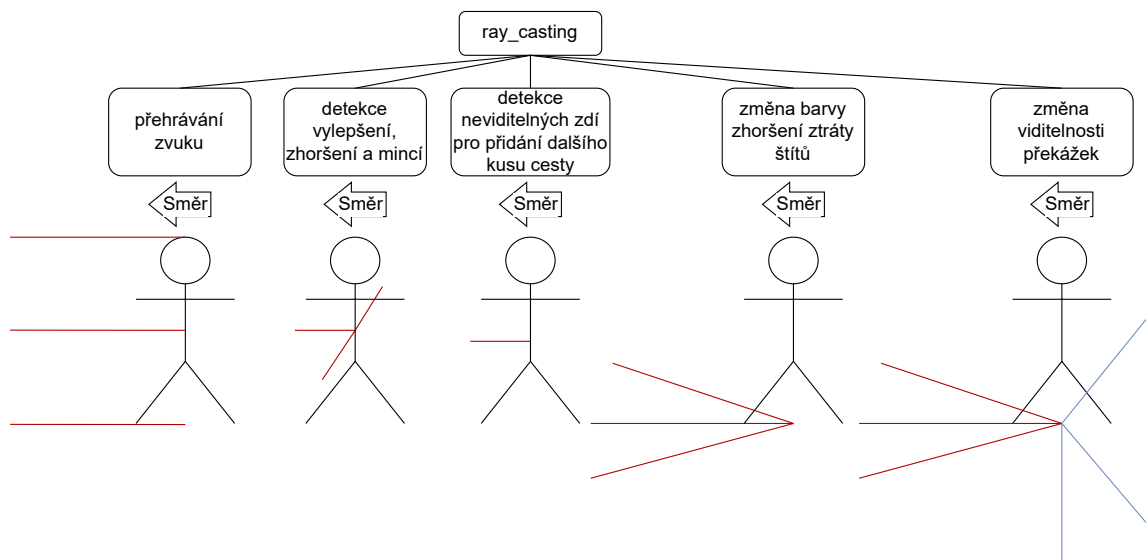 ray_casting
přehrávání
zvuku
detekce
vylepšení,
zhoršení a mincí
detekce
neviditelných zdí
pro přidání dalšího
kusu cesty
změna barvy
zhoršení ztráty
štítů
změna
viditelnosti
překážek
Směr
Směr
Směr
Směr
Směr